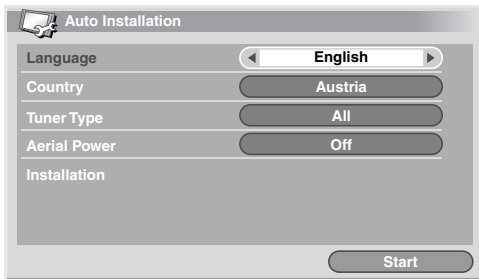 Auto Installation
Language English
Country Austria
Tuner Type All
Aerial Power Off
Installation
Start